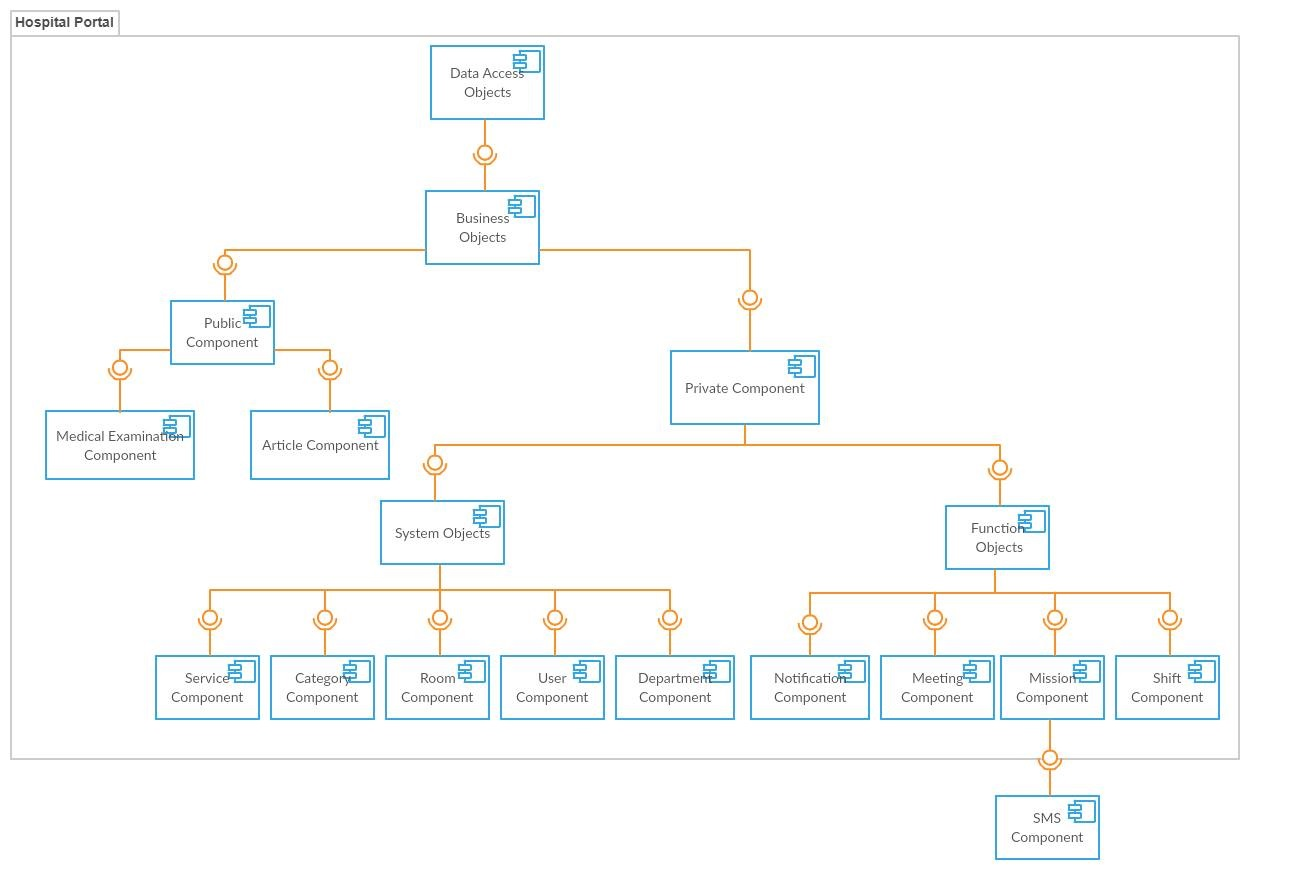 Hospital Portal
Data Access
Objects
Business
Objects
Public
Component
Private Component
Medical Examination
Component
Article Component
System Objects
Function
Objects
Service
Component
Category
Component
Room
Component
User
Component
Department
Component
Notification
Component
Meeting
Component
Mission
Component
Shift
Component
SMS
Component